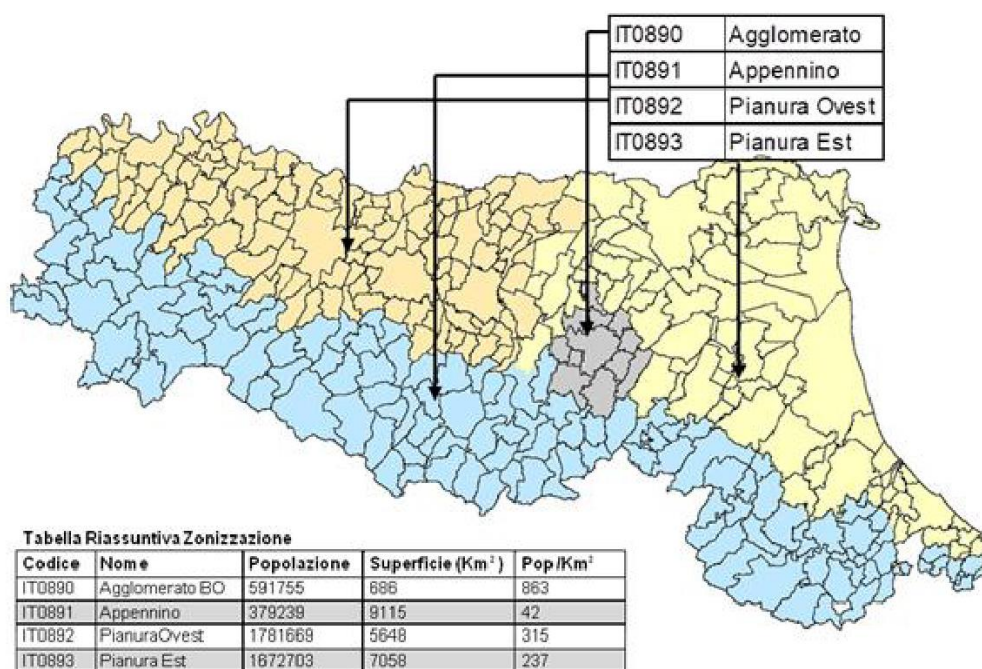 IT0890 Agglomerato
IT0891 Appennino
IT0892 Pianura Ovest
IT0893 Pianura Est
Tabella Riassuntiva Zonizzazione
Codice Nome Popolazione Superficie (Km²) Pop/Km²
IT0890 Agglomerato BO 591755 686 863
IT0891 Appennino 379239 9115 42
IT0892 PianuraOvest 1781669 5648 315
IT0893 Pianura Est 1672703 7058 237